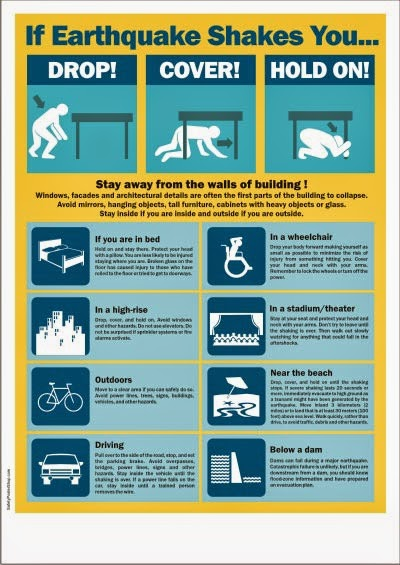 If Earthquake Shakes You...
DROP!
COVER!
HOLD ON!
Stay away from the walls of building !
Windows, facades and architectural details are often the first parts of the building to collapse.
Avoid mirrors, hanging objects, tall furniture, cabinets with heavy objects or glass.
Stay inside if you are inside and outside if you are outside.
If you are in bed
Hold on and stay there. Protect your head
with a pillow. You are less likely to be injured
staying where you are. Broken glass on the
floor has caused injury to those who have
rolled to the floor or tried to get to doorways.
In a wheelchair
Drop your body forward making yourself as
small as possible to minimize the risk of
injury from something hitting you. Cover
your head and neck with your arms.
Remember to lock the wheels or turn off the
power.
In a high-rise
Drop, cover, and hold on. Avoid windows
and other hazards. Do not use elevators. Do
not be surprised if sprinkler systems or fire
alarms activate.
In a stadium/theater
Stay at your seat and protect your head and
neck with your arms. Don't try to leave until
the shaking is over. Then walk out slowly
watching for anything that could fall in the
aftershocks.
Outdoors
Move to a clear area if you can safely do so.
Avoid power lines, trees, signs, buildings,
vehicles, and other hazards.
Near the beach
Drop, cover, and hold on until the shaking
stops. If severe shaking lasts 20 seconds or
more, immediately evacuate to high ground as
a tsunami might have been generated by the
earthquake. Move inland 3 kilometers (2
miles) or to land that is at least 30 meters (100
feet) above sea level. Walk quickly, rather than
drive, to avoid traffic, debris and other hazards.
Driving
Pull over to the side of the road, stop, and set
the parking brake. Avoid overpasses,
bridges, power lines, signs and other
hazards. Stay inside the vehicle until the
shaking is over. If a power line falls on the
car, stay inside until a trained person
removes the wire.
Below a dam
Dams can fail during a major earthquake.
Catastrophic failure is unlikely, but if you are
downstream from a dam, you should know
flood-zone information and have prepared
an evacuation plan.
SafetyPosterShop.com